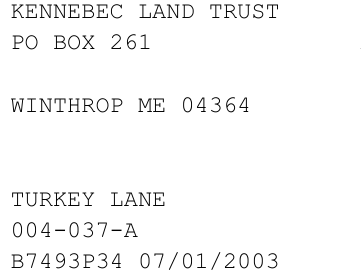 KENNEBEC LAND TRUST
PO BOX 261
WINTHROP ME 04364
TURKEY LANE
004-037-A
B7493P34 07/01/2003